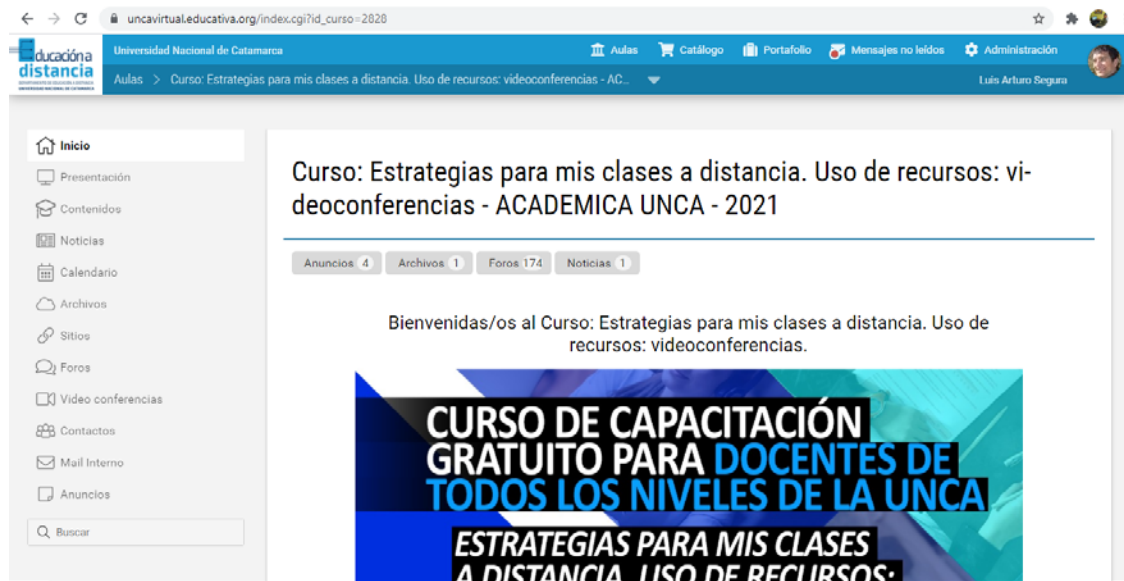 uncavirtual.educativa.org/index.cgi?id_curso=2828
Educación a
distancia
Universidad Nacional de Catamarca
Aulas
Catálogo
Portafolio
Mensajes no leídos
Administración
Aulas > Curso: Estrategias para mis clases a distancia. Uso de recursos: videoconferencias - AC...
Luis Arturo Segura
Inicio
Presentación
Contenidos
Noticias
Calendario
Archivos
Sitios
Foros
Video conferencias
Contactos
Mail Interno
Anuncios
Buscar
Curso: Estrategias para mis clases a distancia. Uso de recursos: vi-
deoconferencias - ACADEMICA UNCA - 2021
Anuncios 4
Archivos 1
Foros 174
Noticias 1
Bienvenidas/os al Curso: Estrategias para mis clases a distancia. Uso de
recursos: videoconferencias.
CURSO DE CAPACITACIÓN
GRATUITO PARA DOCENTES DE
TODOS LOS NIVELES DE LA UNCA
ESTRATEGIAS PARA MIS CLASES
A DISTANCIA. USO DE RECURSOS: